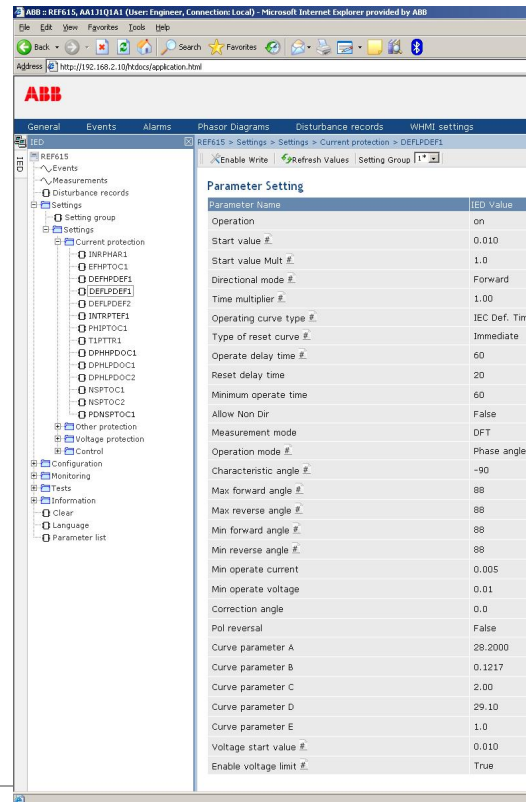 ABB :: REF615, AA1J1Q1A1 (User: Engineer, Connection: Local) - Microsoft Internet Explorer provided by ABB
File Edit View Favorites Tools Help
Back Search Favorites
Address http://192.168.2.10/htdocs/application.html
ABB
General Events Alarms Phasor Diagrams Disturbance records WHMI settings
IED
IED
REF615
Events
Measurements
Disturbance records
Settings
Setting group
Settings
Current protection
INRPHAR1
EFHPTOC1
DEFHPDEF1
DEFLPDEF1
DEFLPDEF2
INTRPTEF1
PHIPTOC1
T1PTTR1
DPHHPDOC1
DPHLPDOC1
DPHLPDOC2
NSPTOC1
NSPTOC2
PDNSPTOC1
Other protection
Voltage protection
Control
Configuration
Monitoring
Tests
Information
Clear
Language
Parameter list
REF615 > Settings > Settings > Current protection > DEFLPDEF1
Enable Write Refresh Values Setting Group 1*
Parameter Setting
Parameter Name IED Value
Operation on
Start value # 0.010
Start value Mult # 1.0
Directional mode # Forward
Time multiplier # 1.00
Operating curve type # IEC Def. Tim
Type of reset curve # Immediate
Operate delay time # 60
Reset delay time 20
Minimum operate time 60
Allow Non Dir False
Measurement mode DFT
Operation mode # Phase angle
Characteristic angle # -90
Max forward angle # 88
Max reverse angle # 88
Min forward angle # 88
Min reverse angle # 88
Min operate current 0.005
Min operate voltage 0.01
Correction angle 0.0
Pol reversal False
Curve parameter A 28.2000
Curve parameter B 0.1217
Curve parameter C 2.00
Curve parameter D 29.10
Curve parameter E 1.0
Voltage start value # 0.010
Enable voltage limit # True